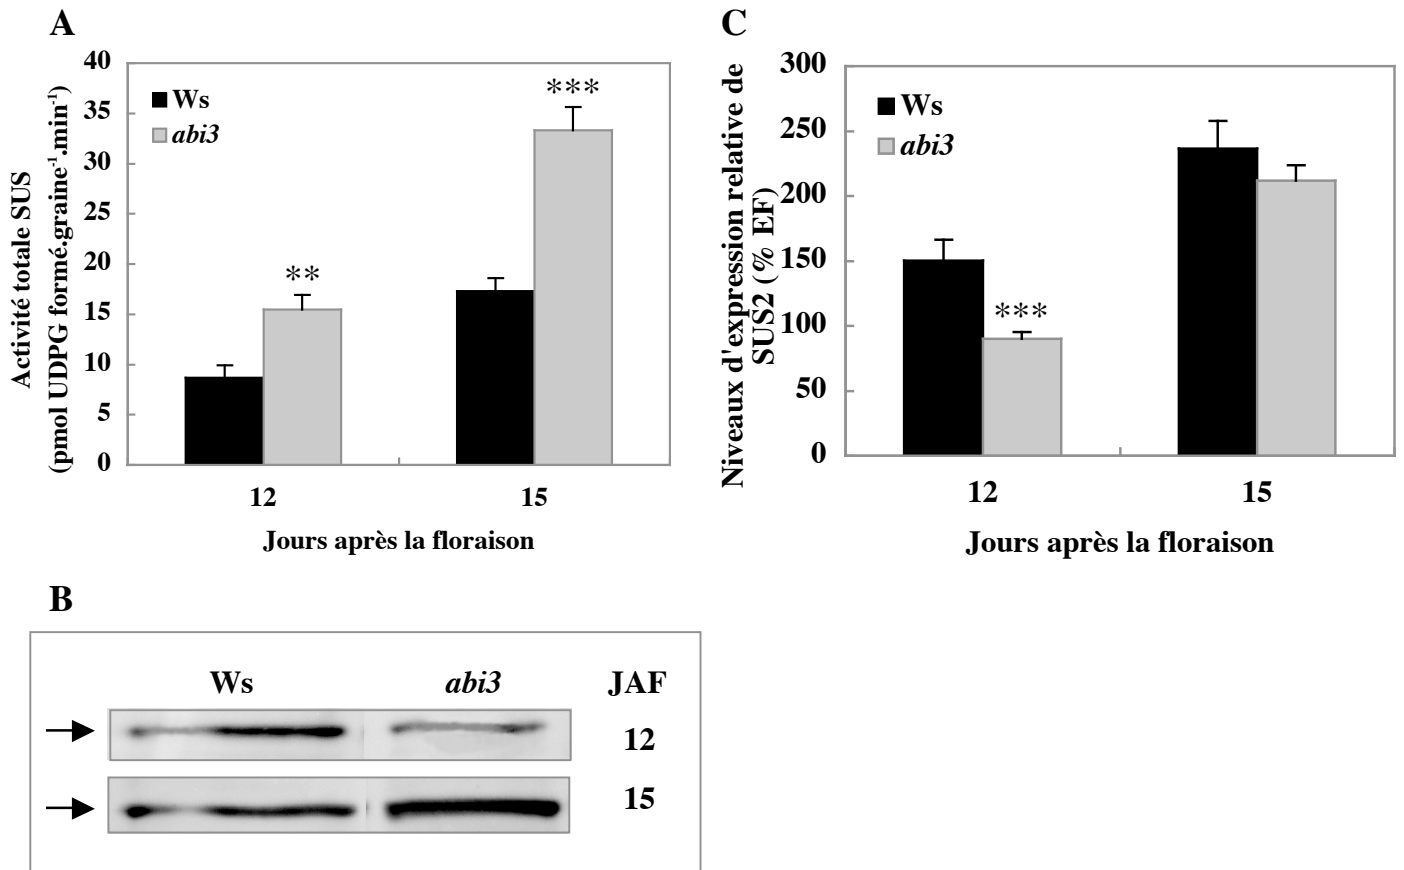 A
Activité totale SUS
(pmol UDPG formé.graine⁻¹.min⁻¹)
40
35
30
25
20
15
10
5
0
Ws
abi3
**
***
12
15
Jours après la floraison
C
Niveaux d'expression relative de
SUS2 (% EF)
300
250
200
150
100
50
0
Ws
abi3
***
12
15
Jours après la floraison
B
Ws abi3 JAF
12
15